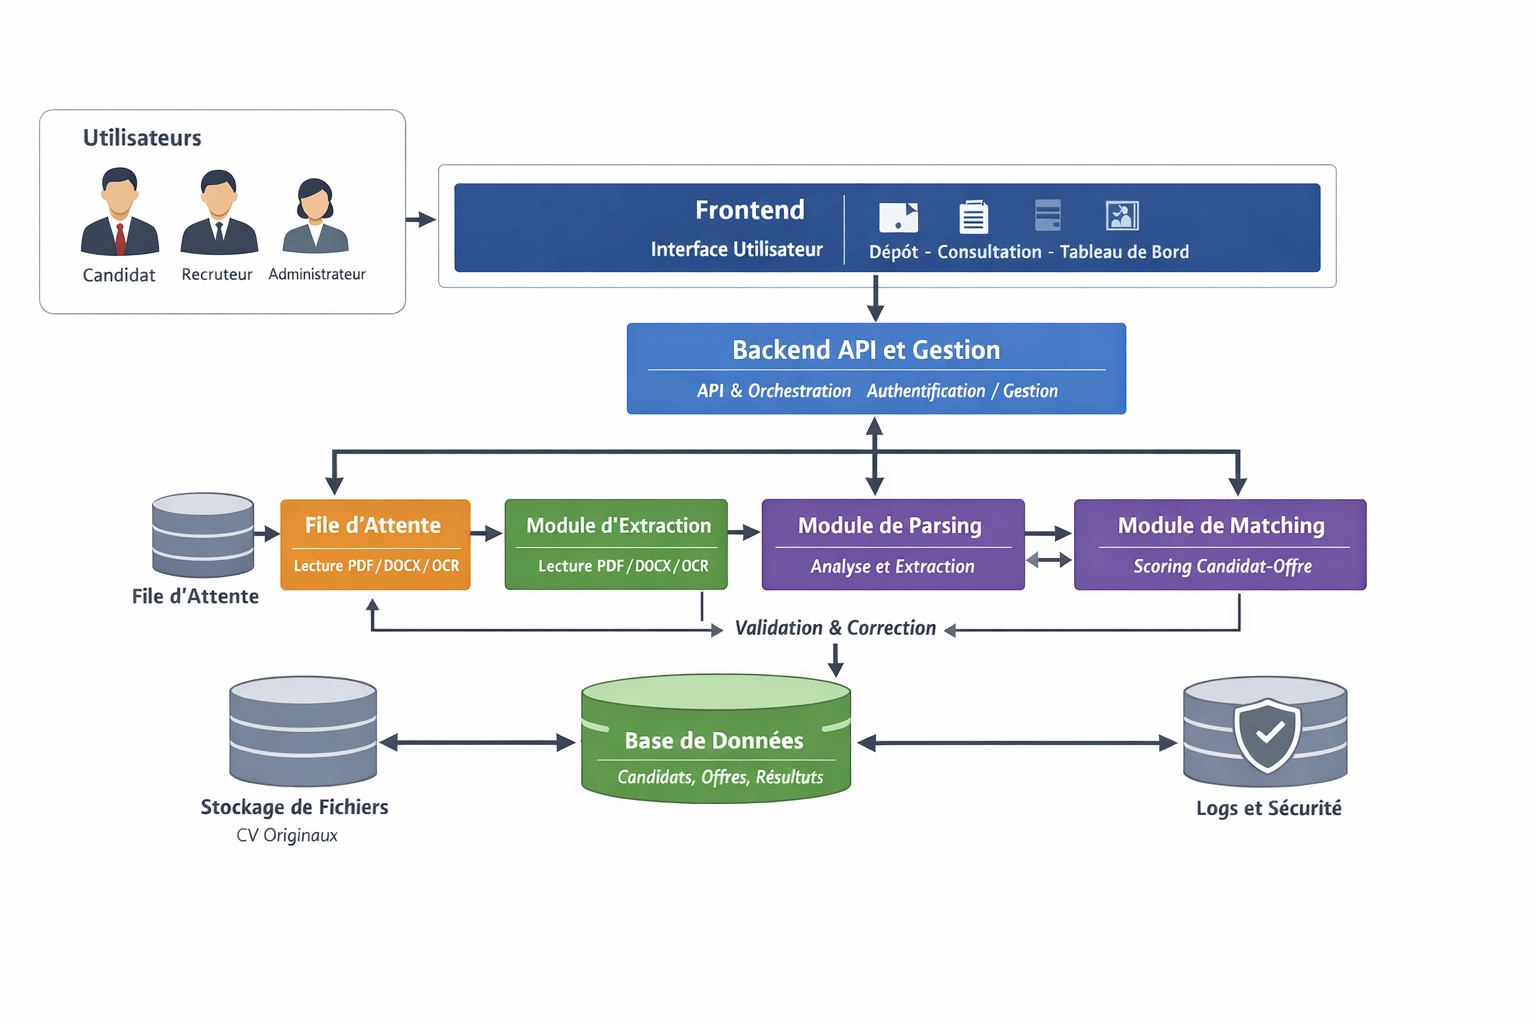 Utilisateurs
Candidat
Recruteur
Administrateur
Frontend
Interface Utilisateur
Dépôt - Consultation - Tableau de Bord
Backend API et Gestion
API & Orchestration Authentification / Gestion
File d'Attente
File d'Attente
Lecture PDF/DOCX/OCR
Module d'Extraction
Lecture PDF/DOCX/OCR
Module de Parsing
Analyse et Extraction
Module de Matching
Scoring Candidat-Offre
Validation & Correction
Stockage de Fichiers
CV Originaux
Base de Données
Candidats, Offres, Résultuts
Logs et Sécurité